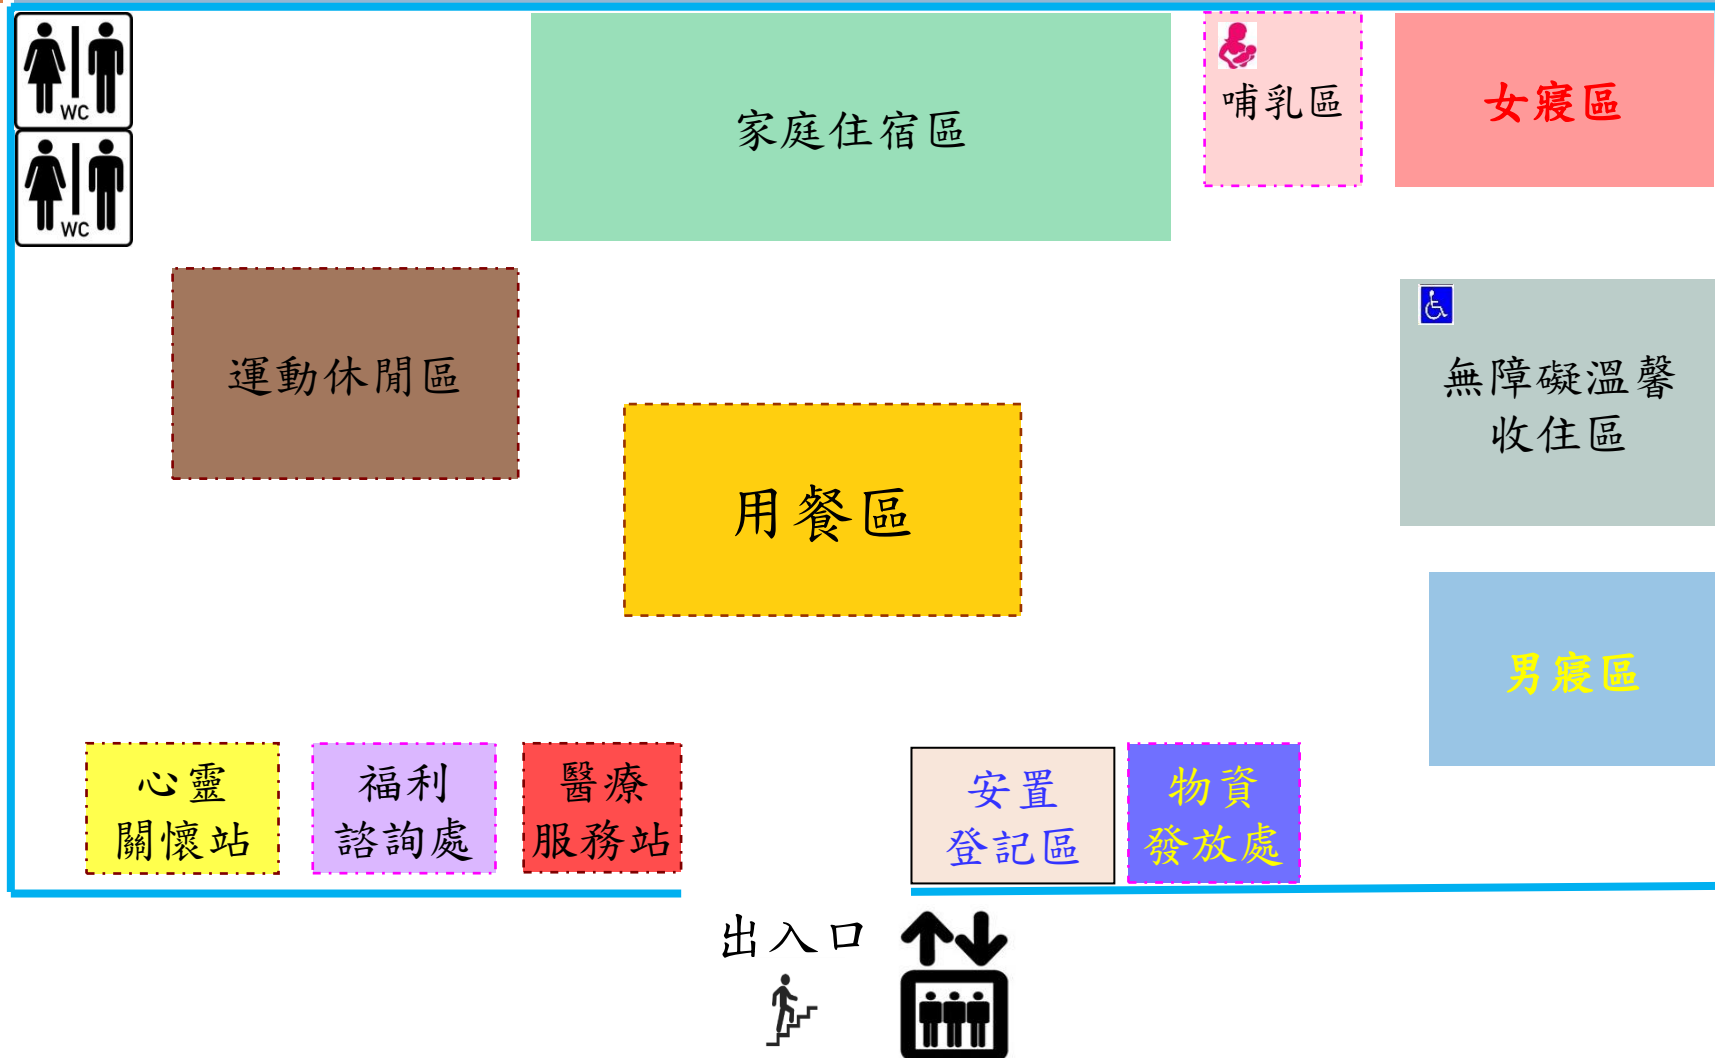 WC
WC
家庭住宿區
哺乳區
女寢區
運動休閒區
無障礙溫馨
收住區
用餐區
男寢區
心靈
關懷站
福利
諮詢處
醫療
服務站
安置
登記區
物資
發放處
出入口